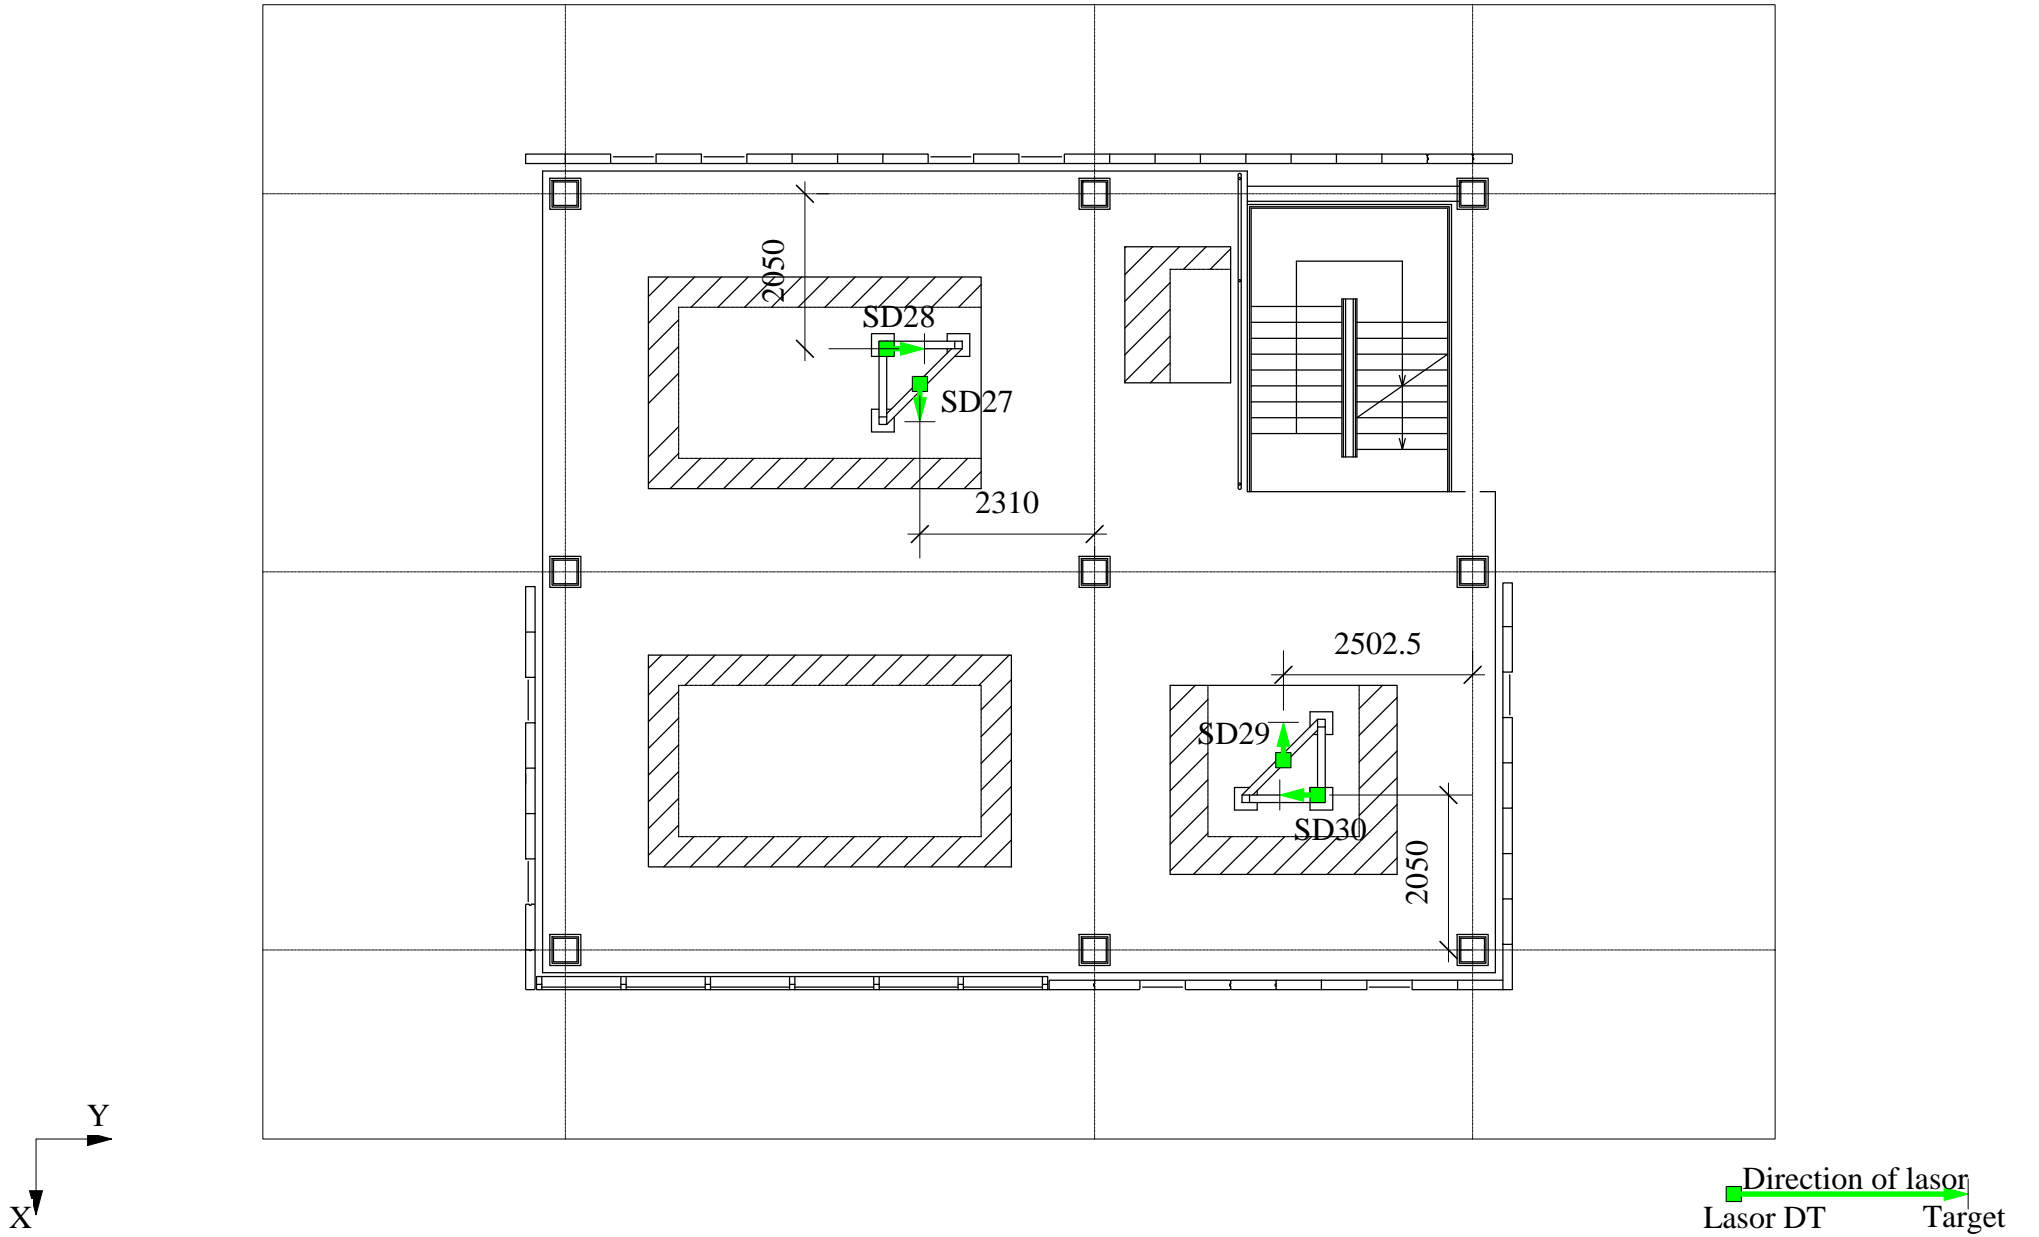 2050
SD28
SD27
2310
2502.5
SD29
SD30
2050
Y
X
Direction of lasor
Lasor DT
Target